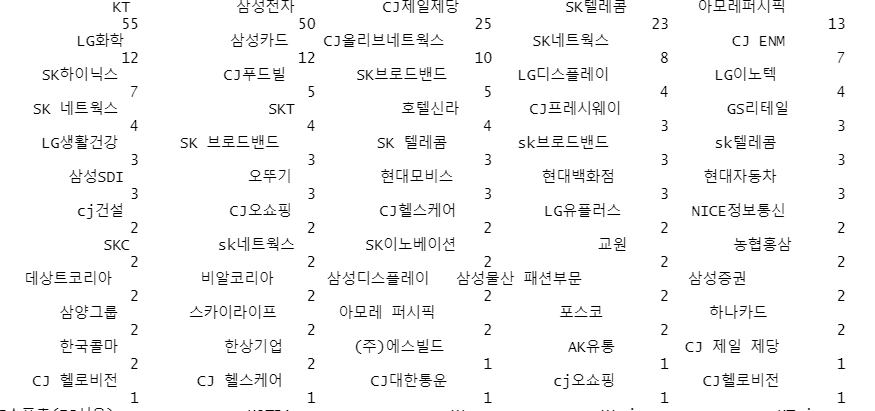 KT 삼성전자 CJ제일제당 SK텔레콤 아모레퍼시픽
55 50 25 23 13
LG화학 삼성카드 CJ올리브네트웍스 SK네트웍스 CJ ENM
12 12 10 8 7
SK하이닉스 CJ푸드빌 SK브로드밴드 LG디스플레이 LG이노텍
7 5 5 4 4
SK 네트웍스 SKT 호텔신라 CJ프레시웨이 GS리테일
4 4 4 3 3
LG생활건강 SK 브로드밴드 SK 텔레콤 sk브로드밴드 sk텔레콤
3 3 3 3 3
삼성SDI 오뚜기 현대모비스 현대백화점 현대자동차
3 3 3 3 3
cj건설 CJ오쇼핑 CJ헬스케어 LG유플러스 NICE정보통신
2 2 2 2 2
SKC sk네트웍스 SK이노베이션 교원 농협홍삼
2 2 2 2 2
데상트코리아 비알코리아 삼성디스플레이 삼성물산 패션부문 삼성증권
2 2 2 2 2
삼양그룹 스카이라이프 아모레 퍼시픽 포스코 하나카드
2 2 2 2 2
한국콜마 한상기업 (주)에스빌드 AK유통 CJ 제일 제당
2 2 1 1 1
CJ 헬로비전 CJ 헬스케어 CJ대한통운 cj오쇼핑 CJ헬로비전
1 1 1 1 1